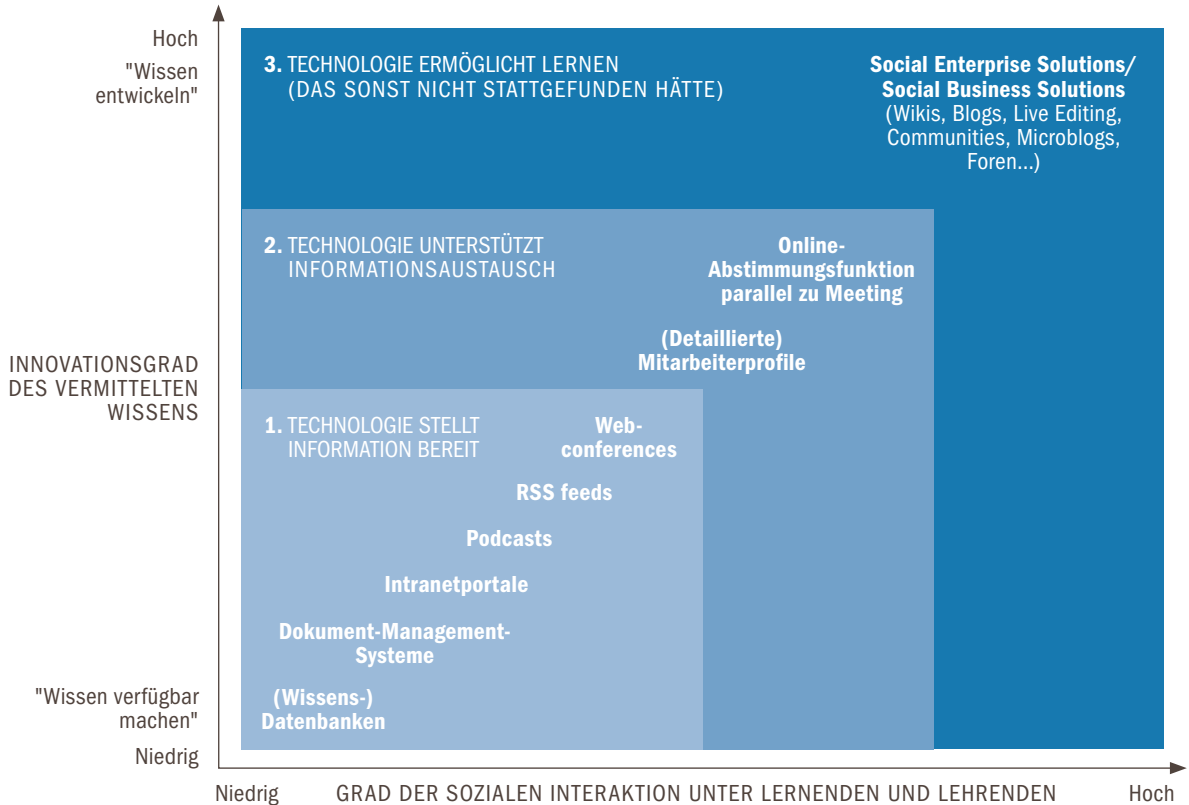 Hoch
"Wissen
entwickeln"
3. TECHNOLOGIE ERMÖGLICHT LERNEN
(DAS SONST NICHT STATTGEFUNDEN HÄTTE)
Social Enterprise Solutions/
Social Business Solutions
(Wikis, Blogs, Live Editing,
Communities, Microblogs,
Foren...)
2. TECHNOLOGIE UNTERSTÜTZT
INFORMATIONSAUSTAUSCH
Online-
Abstimmungsfunktion
parallel zu Meeting
(Detaillierte)
Mitarbeiterprofile
INNOVATIONSGRAD
DES VERMITTELTEN
WISSENS
1. TECHNOLOGIE STELLT
INFORMATION BEREIT
Web-
conferences
RSS feeds
Podcasts
Intranetportale
Dokument-Management-
Systeme
(Wissens-)
Datenbanken
"Wissen verfügbar
machen"
Niedrig
Niedrig
GRAD DER SOZIALEN INTERAKTION UNTER LERNENDEN UND LEHRENDEN
Hoch